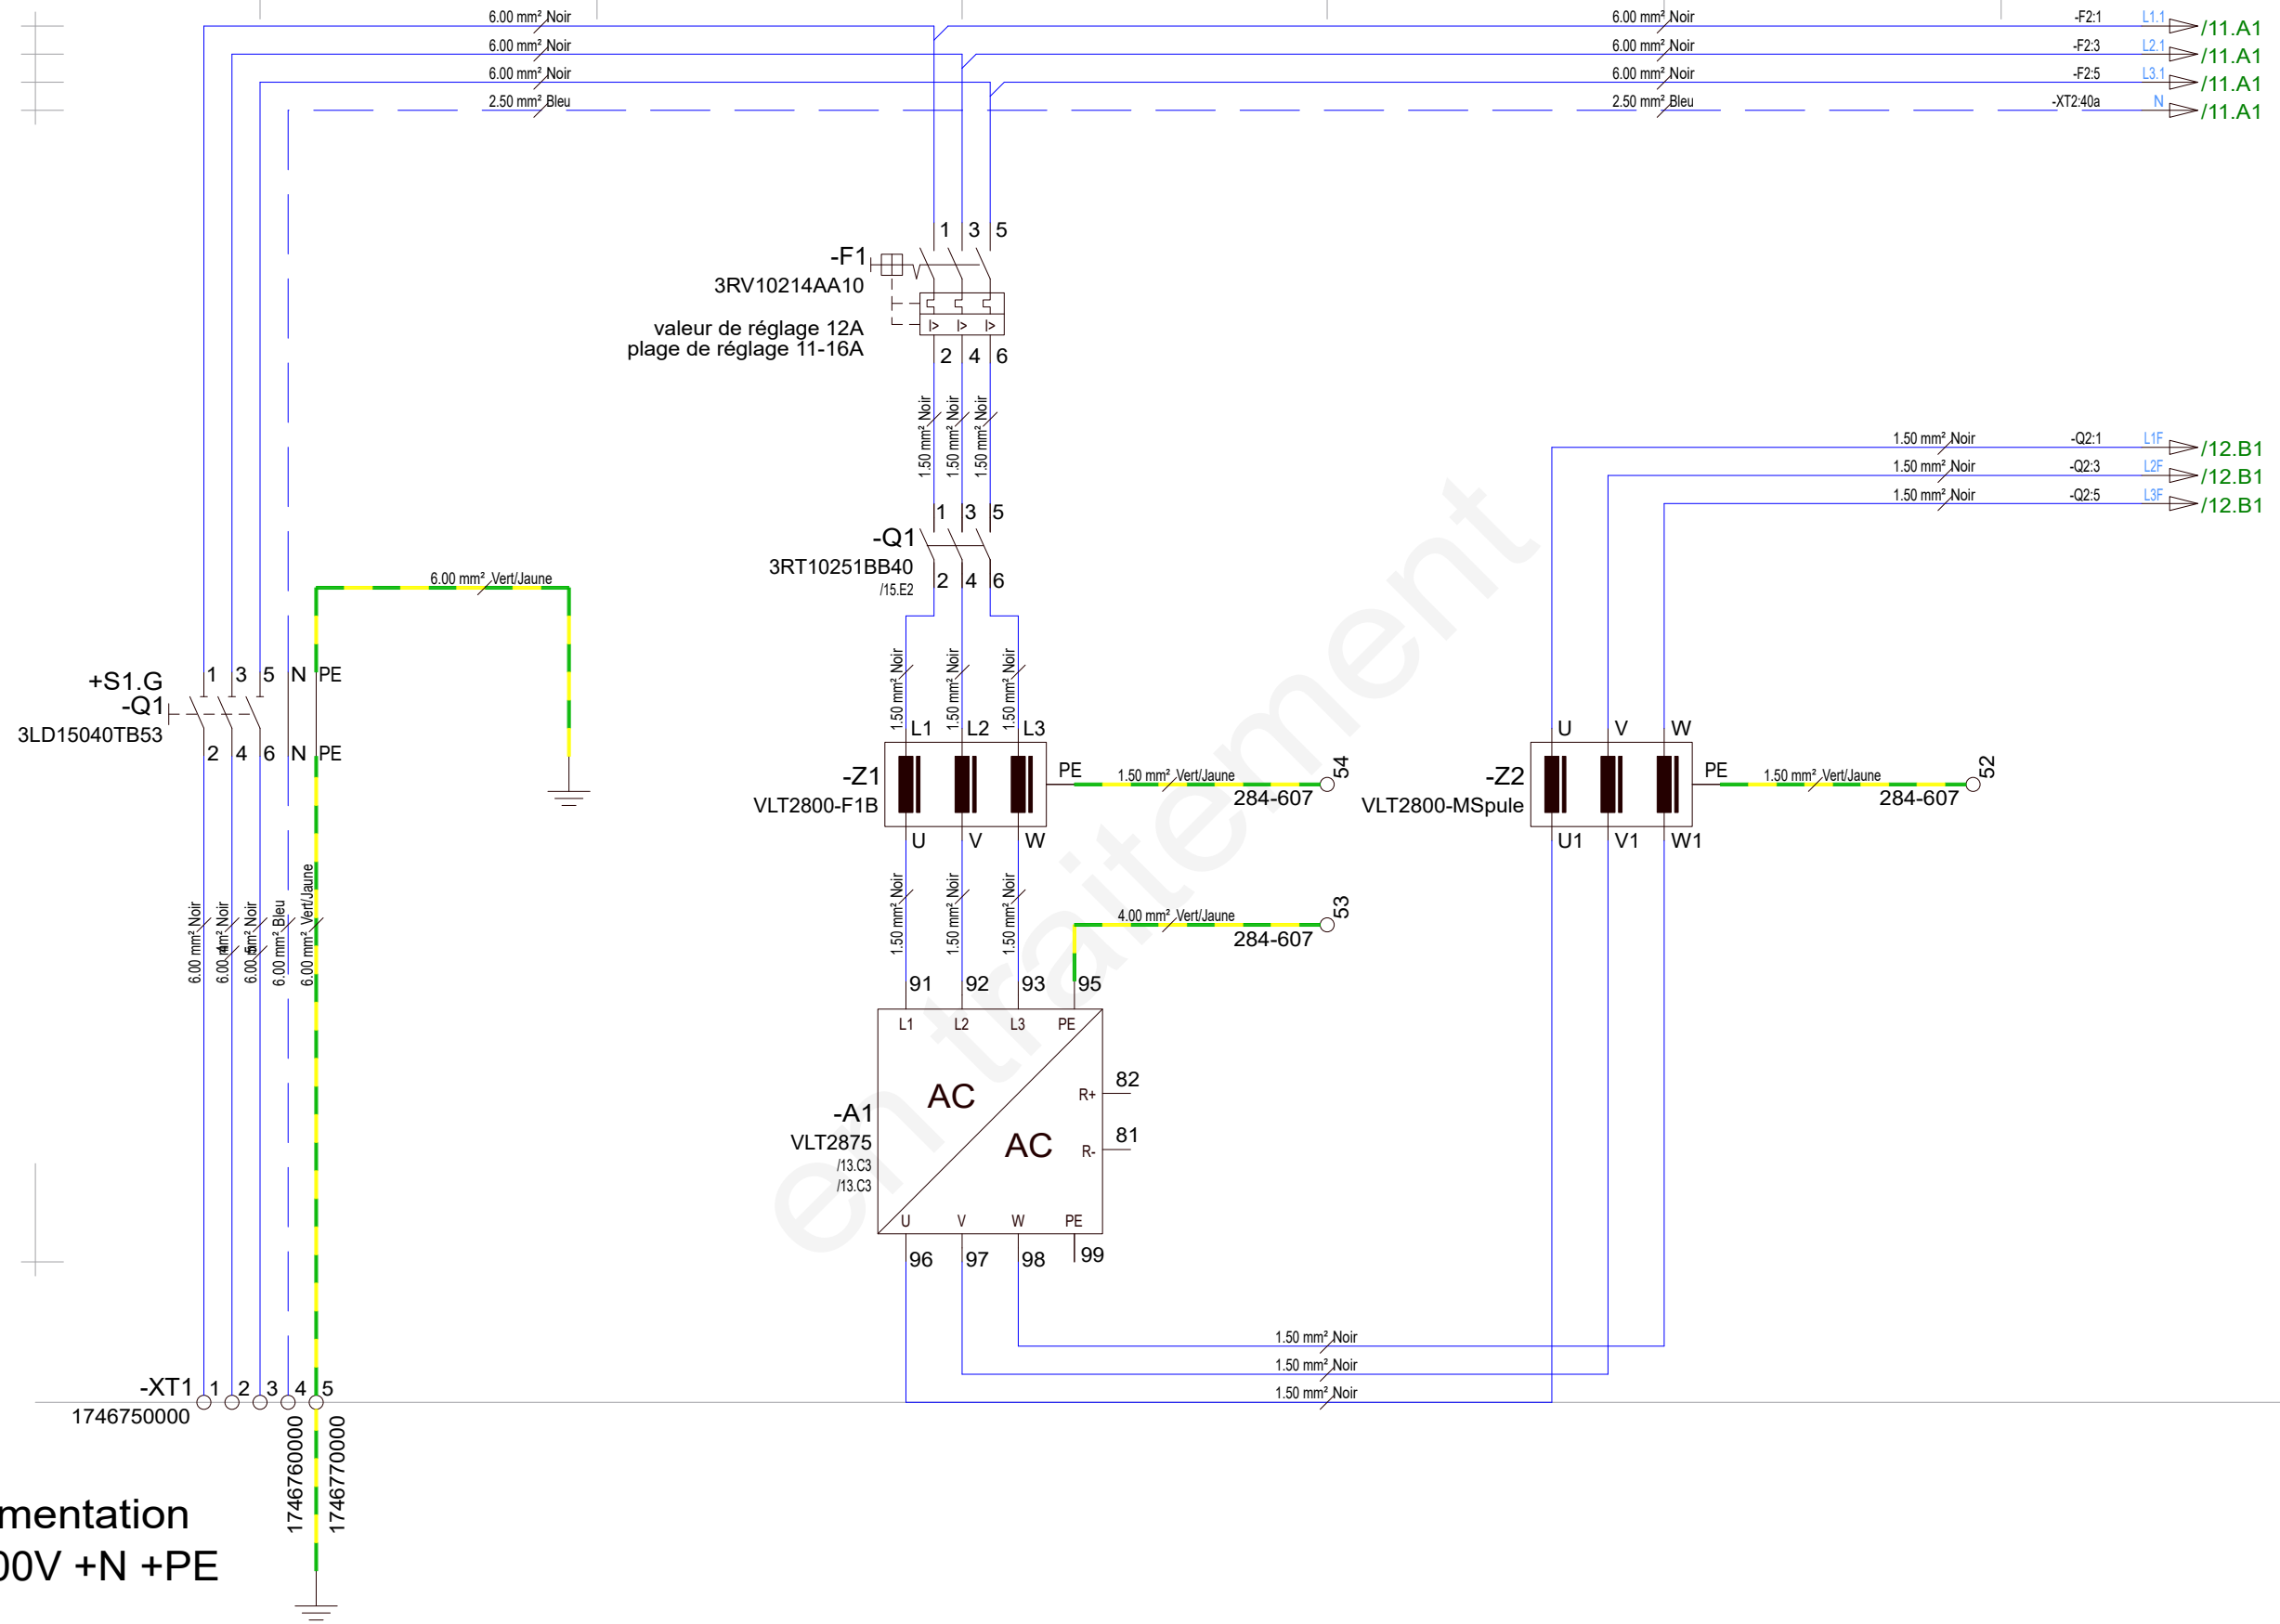 6.00 mm² Noir
6.00 mm² Noir
-F2:1
L1.1
/11.A1
6.00 mm² Noir
6.00 mm² Noir
-F2:3
L2.1
/11.A1
6.00 mm² Noir
6.00 mm² Noir
-F2:5
L3.1
/11.A1
2.50 mm² Bleu
2.50 mm² Bleu
-XT2:40a
N
/11.A1
1 3 5
-F1
3RV10214AA10
valeur de réglage 12A
plage de réglage 11-16A
I> I> I>
2 4 6
1.50 mm² Noir
1.50 mm² Noir
1.50 mm² Noir
1.50 mm² Noir
-Q2:1
L1F
/12.B1
1.50 mm² Noir
-Q2:3
L2F
/12.B1
1.50 mm² Noir
-Q2:5
L3F
/12.B1
1 3 5
-Q1
3RT10251BB40
/15.E2
2 4 6
6.00 mm² Vert/Jaune
1 3 5 N PE
+S1.G
-Q1
3LD15040TB53
2 4 6 N PE
1.50 mm² Noir
1.50 mm² Noir
1.50 mm² Noir
L1 L2 L3
-Z1
VLT2800-F1B
PE
1.50 mm² Vert/Jaune
54
284-607
U V W
U V W
-Z2
VLT2800-MSpule
PE
1.50 mm² Vert/Jaune
52
284-607
U1 V1 W1
6.00 mm² Noir
6.00 mm² Noir
4
6.00 mm² Noir
5
6.00 mm² Bleu
6.00 mm² Vert/Jaune
1.50 mm² Noir
1.50 mm² Noir
1.50 mm² Noir
4.00 mm² Vert/Jaune
53
284-607
91 92 93 95
L1 L2 L3 PE
AC
AC
82
R+
81
R-
-A1
VLT2875
/13.C3
/13.C3
U V W PE
96 97 98 99
1.50 mm² Noir
1.50 mm² Noir
1.50 mm² Noir
-XT1 1 2 3 4 5
1746750000
1746760000
1746770000
mentation
00V +N +PE
en traitement